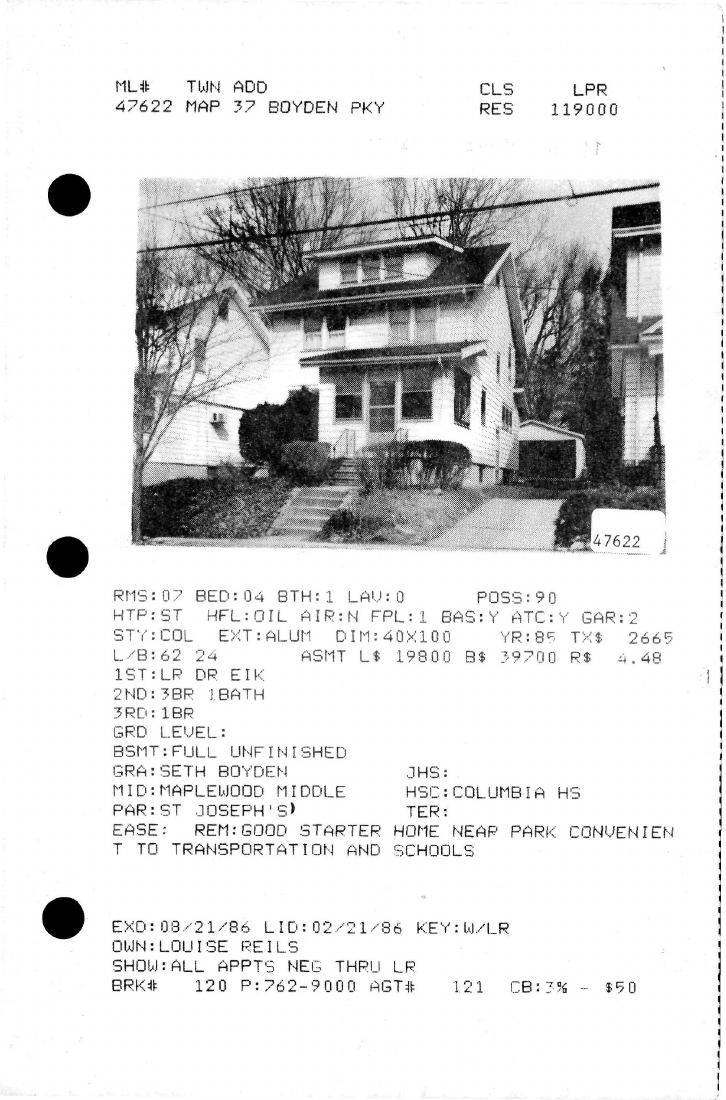 ML# TWN ADD CLS LPR
47622 MAP 37 BOYDEN PKY RES 119000
47622
RMS:07 BED:04 BTH:1 LAV:0 POSS:90
HTP:ST HFL:OIL AIR:N FPL:1 BAS:Y ATC:Y GAR:2
STY:COL EXT:ALUM DIM:40X100 YR:85 TX$ 2665
L/B:62 24 ASMT L$ 19800 B$ 39700 R$ 4.48
1ST:LR DR EIK
2ND:3BR 1BATH
3RD:1BR
GRD LEVEL:
BSMT:FULL UNFINISHED
GRA:SETH BOYDEN JHS:
MID:MAPLEWOOD MIDDLE HSC:COLUMBIA HS
PAR:ST JOSEPH'S) TER:
EASE: REM:GOOD STARTER HOME NEAR PARK CONVENIEN
T TO TRANSPORTATION AND SCHOOLS
EXD:08/21/86 LID:02/21/86 KEY:W/LR
OWN:LOUISE REILS
SHOW:ALL APPTS NEG THRU LR
BRK# 120 P:762-9000 AGT# 121 CB:3% - $50